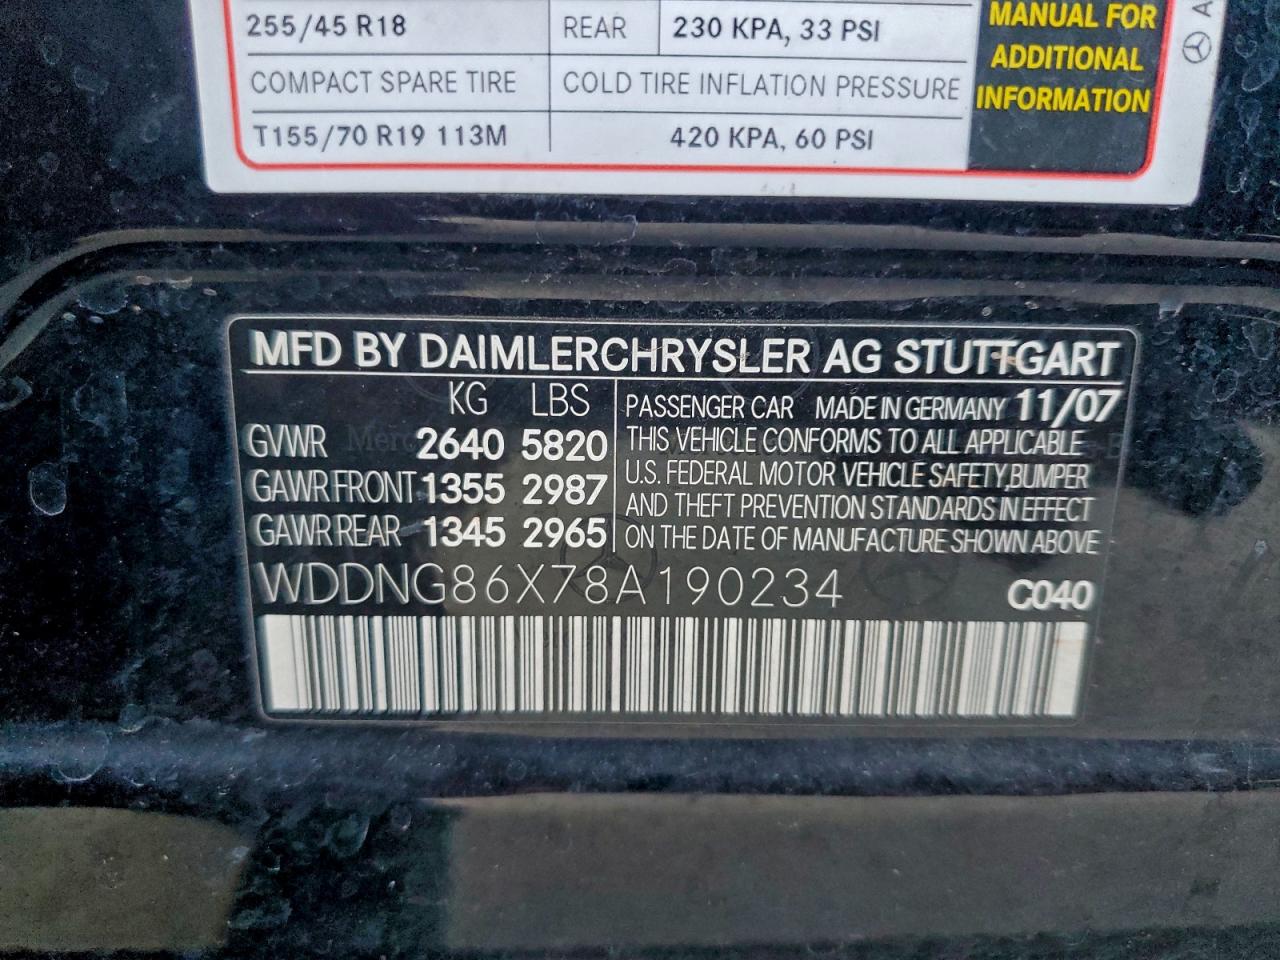 255/45 R18 REAR 230 KPA, 33 PSI
COMPACT SPARE TIRE COLD TIRE INFLATION PRESSURE
T155/70 R19 113M 420 KPA, 60 PSI
MANUAL FOR
ADDITIONAL
INFORMATION
A
MFD BY DAIMLERCHRYSLER AG STUTTGART
KG LBS
GVWR 2640 5820
GAWR FRONT 1355 2987
GAWR REAR 1345 2965
PASSENGER CAR MADE IN GERMANY 11/07
THIS VEHICLE CONFORMS TO ALL APPLICABLE
U.S. FEDERAL MOTOR VEHICLE SAFETY,BUMPER
AND THEFT PREVENTION STANDARDS IN EFFECT
ON THE DATE OF MANUFACTURE SHOWN ABOVE
WDDNG86X78A190234 C040